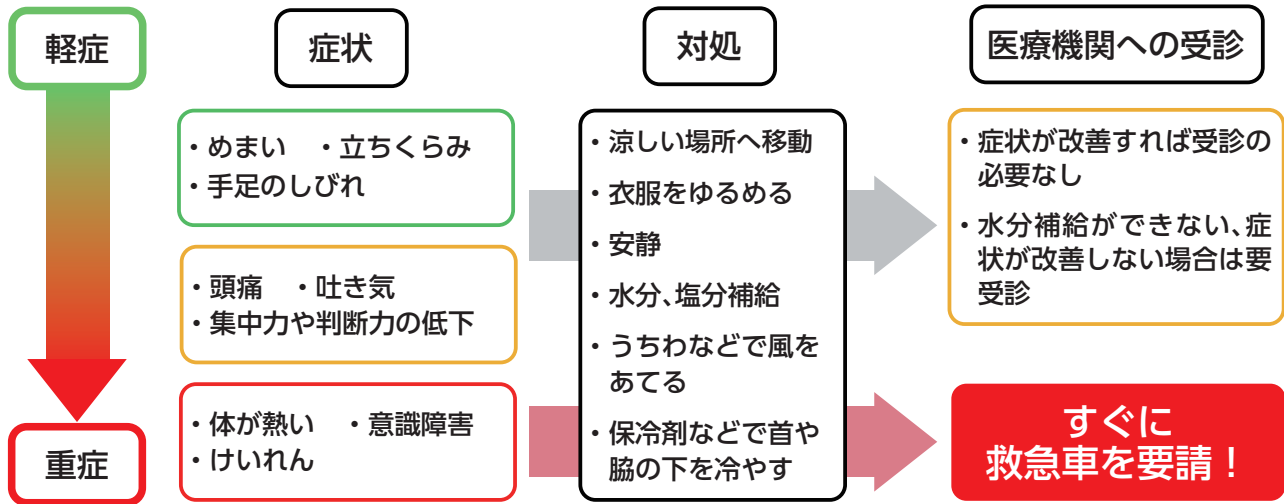 軽症
重症
症状
・めまい　・立ちくらみ
・手足のしびれ
・頭痛　・吐き気
・集中力や判断力の低下
・体が熱い　・意識障害
・けいれん
対処
・涼しい場所へ移動
・衣服をゆるめる
・安静
・水分、塩分補給
・うちわなどで風を
あてる
・保冷剤などで首や
脇の下を冷やす
医療機関への受診
・症状が改善すれば受診の
必要なし
・水分補給ができない、症
状が改善しない場合は要
受診
すぐに
救急車を要請！